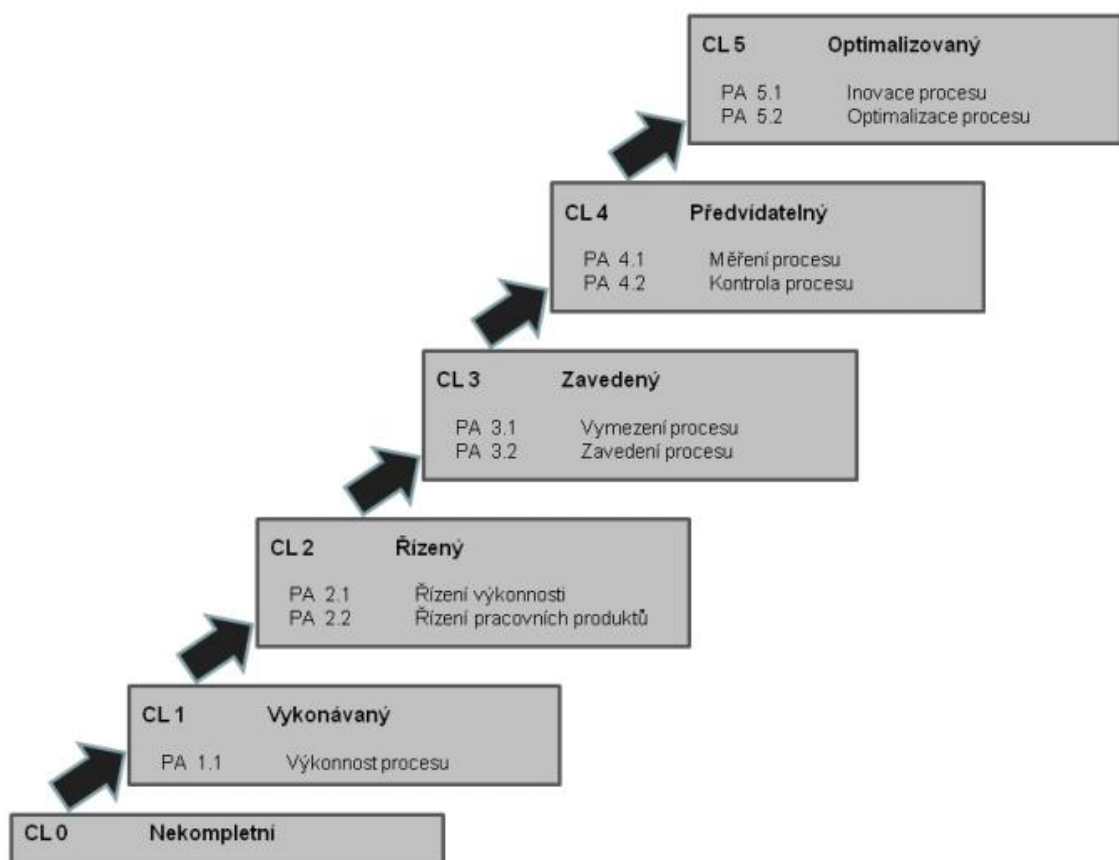 CL 5 Optimalizovaný
PA 5.1 Inovace procesu
PA 5.2 Optimalizace procesu
CL 4 Předvídatelný
PA 4.1 Měření procesu
PA 4.2 Kontrola procesu
CL 3 Zavedený
PA 3.1 Vymezení procesu
PA 3.2 Zavedení procesu
CL 2 Řízený
PA 2.1 Řízení výkonnosti
PA 2.2 Řízení pracovních produktů
CL 1 Vykonávaný
PA 1.1 Výkonnost procesu
CL 0 Nekompletní